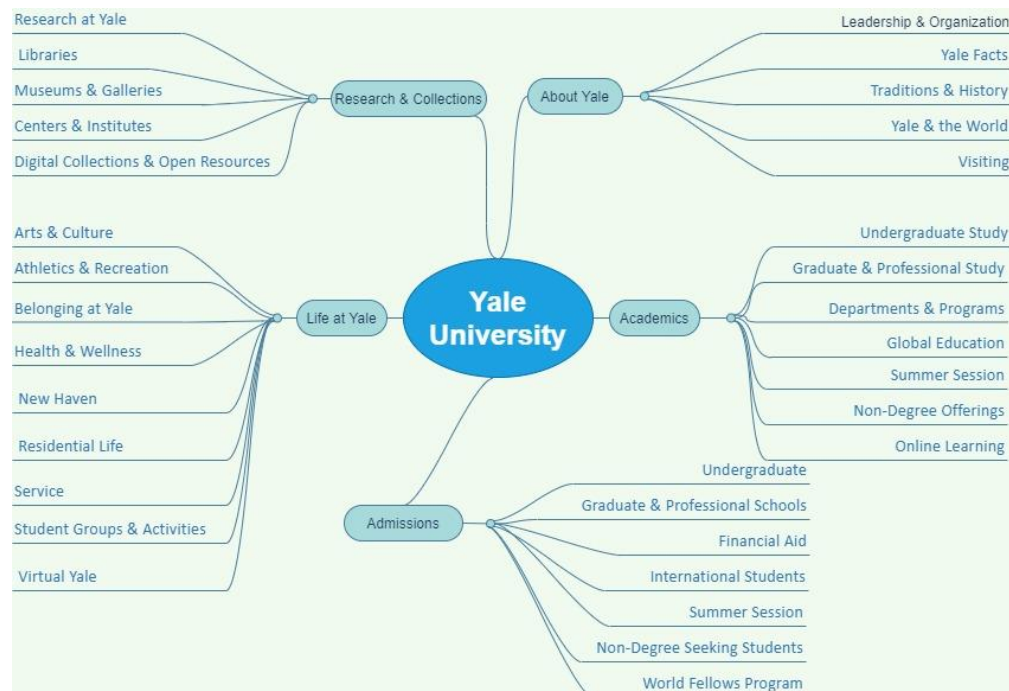 Research at Yale
Libraries
Museums & Galleries
Centers & Institutes
Digital Collections & Open Resources
Research & Collections
About Yale
Leadership & Organization
Yale Facts
Traditions & History
Yale & the World
Visiting
Arts & Culture
Athletics & Recreation
Belonging at Yale
Health & Wellness
New Haven
Residential Life
Service
Student Groups & Activities
Virtual Yale
Life at Yale
Yale
University
Academics
Undergraduate Study
Graduate & Professional Study
Departments & Programs
Global Education
Summer Session
Non-Degree Offerings
Online Learning
Admissions
Undergraduate
Graduate & Professional Schools
Financial Aid
International Students
Summer Session
Non-Degree Seeking Students
World Fellows Program